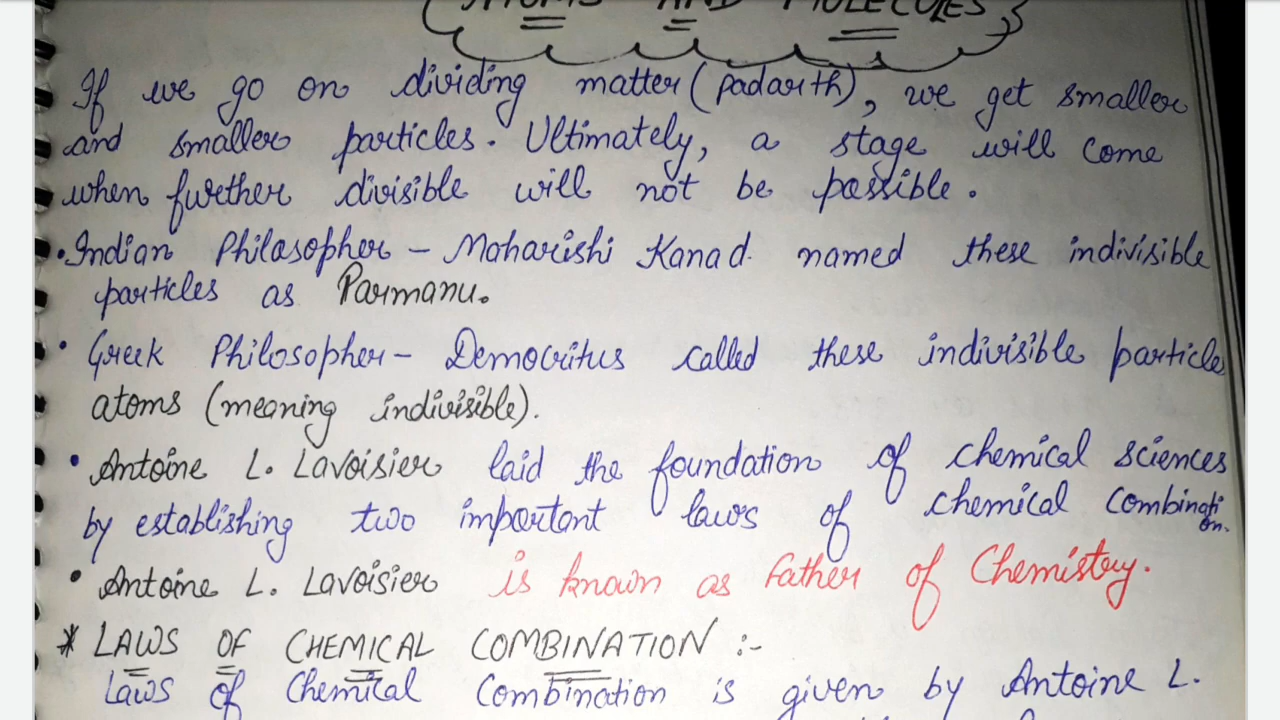 ATOMS AND MOLECULES
If we go on dividing matter (padarth), we get smaller
and smaller particles. Ultimately, a stage will come
when further divisible will not be possible.
• Indian Philosopher - Maharishi Kanad named these indivisible
particles as Parmanu.
• Greek Philosopher - Democritus called these indivisible particle
atoms (meaning indivisible).
• Antoine L. Lavoisier laid the foundation of chemical sciences
by establishing two important laws of chemical combination.
• Antoine L. Lavoisier is known as Father of Chemistry.
* LAWS OF CHEMICAL COMBINATION :-
Laws of Chemical Combination is given by Antoine L.